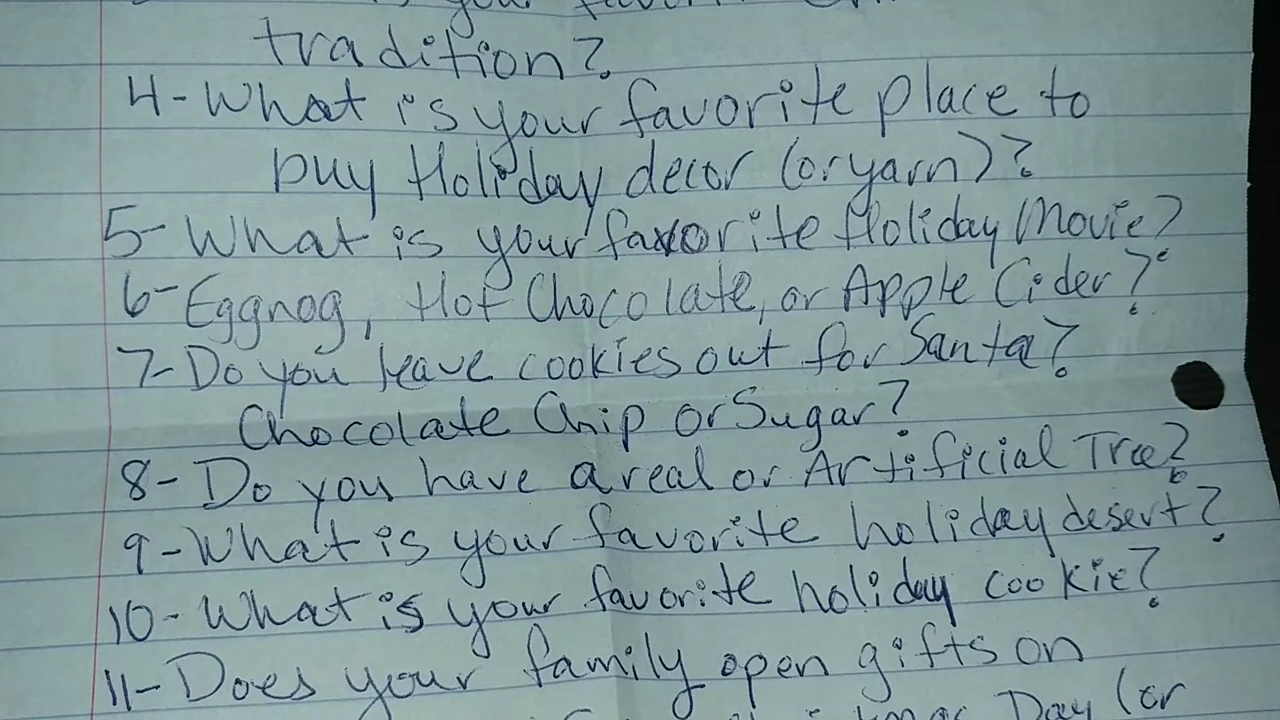 your
tradition?
4-What is your favorite place to
buy Holiday decor (or yarn)?
5-What is your favorite Holiday Movie?
6-Eggnog, Hot Chocolate, or Apple Cider?
7-Do you leave cookies out for Santa?
Chocolate Chip or Sugar?
8-Do you have a real or Artificial Tree?
9-What is your favorite holiday desert?
10-What is your favorite holiday cookie?
11-Does your family open gifts on
Day (or